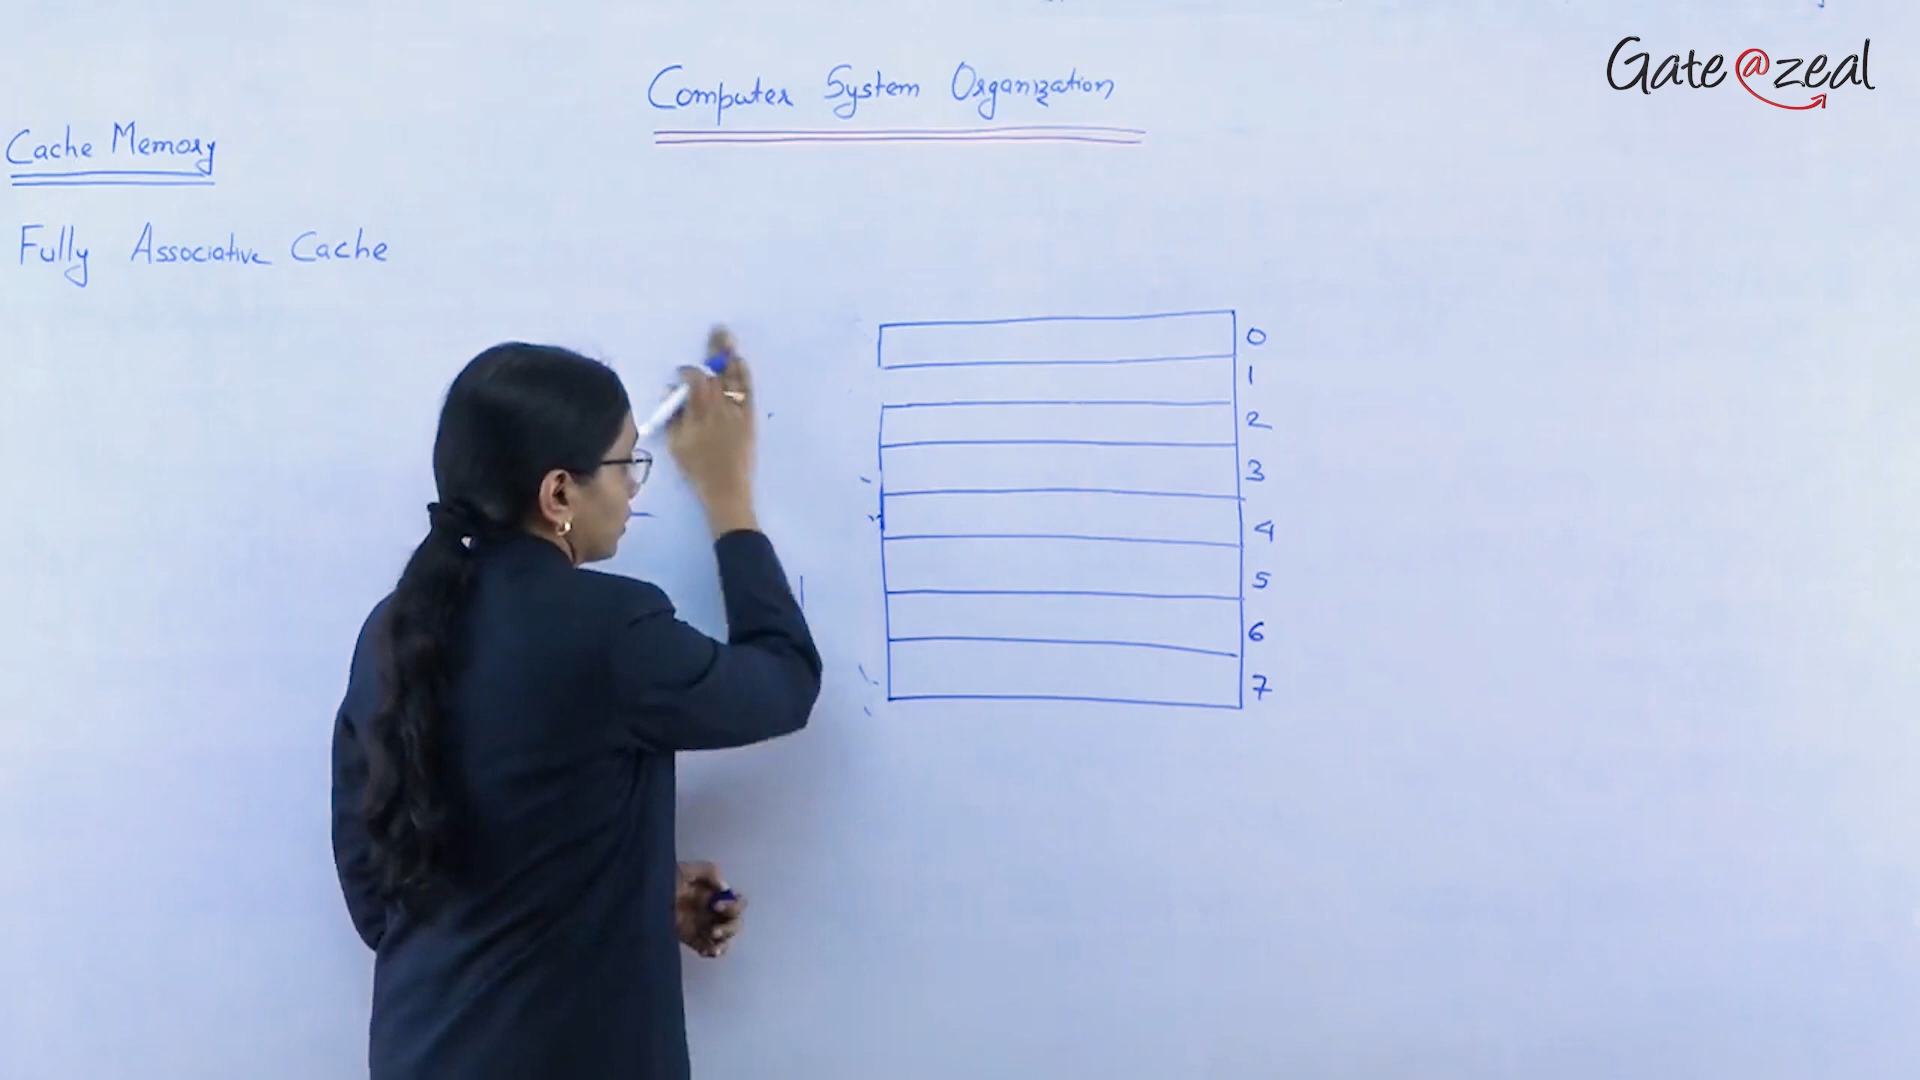 Gate@zeal
Computer System Organization
Cache Memory
Fully Associative Cache
0
1
2
3
4
5
6
7